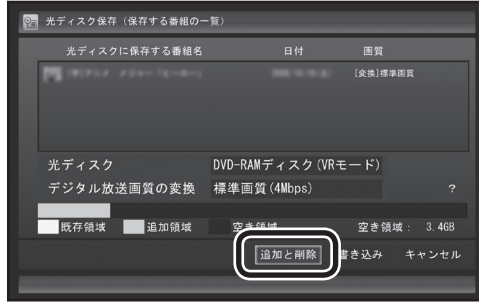 光ディスク保存（保存する番組の一覧）
光ディスクに保存する番組名 日付 画質
[変換]標準画質
光ディスク DVD-RAMディスク(VRモード)
デジタル放送画質の変換 標準画質(4Mbps) ?
既存領域 追加領域 空き領域 空き領域： 3.4GB
追加と削除 書き込み キャンセル